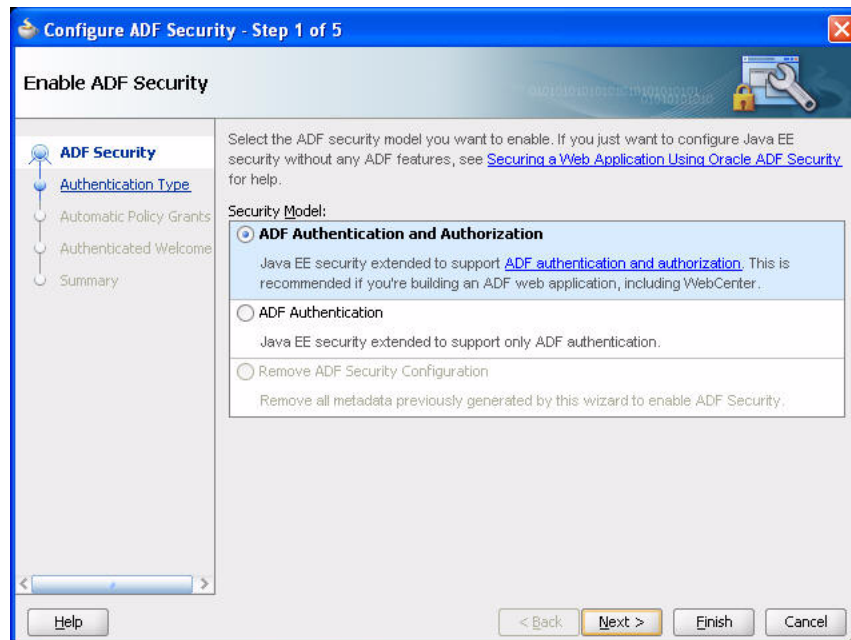 Configure ADF Security - Step 1 of 5
Enable ADF Security
ADF Security
Authentication Type
Automatic Policy Grants
Authenticated Welcome
Summary
Select the ADF security model you want to enable. If you just want to configure Java EE
security without any ADF features, see Securing a Web Application Using Oracle ADF Security
for help.
Security Model:
ADF Authentication and Authorization
Java EE security extended to support ADF authentication and authorization. This is
recommended if you're building an ADF web application, including WebCenter.
ADF Authentication
Java EE security extended to support only ADF authentication.
Remove ADF Security Configuration
Remove all metadata previously generated by this wizard to enable ADF Security.
Help
< Back
Next >
Finish
Cancel